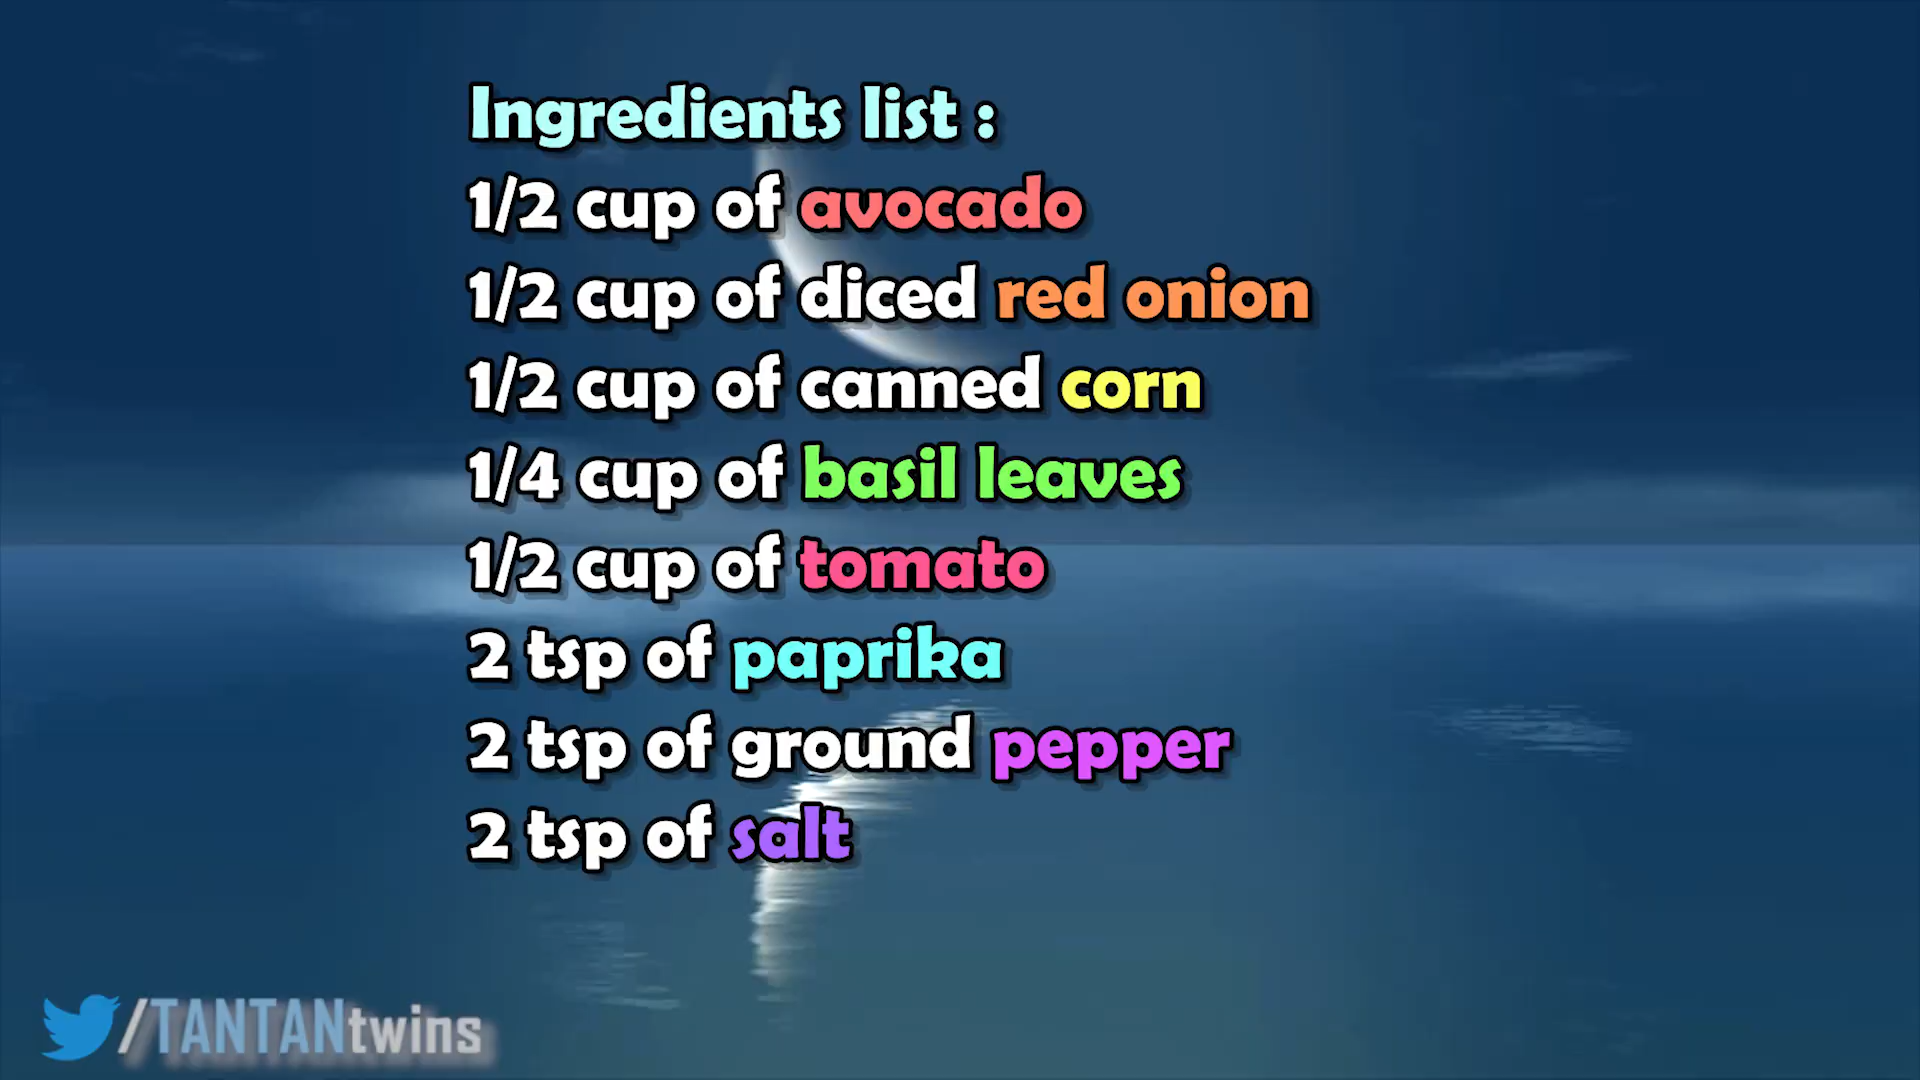 Ingredients list :
1/2 cup of avocado
1/2 cup of diced red onion
1/2 cup of canned corn
1/4 cup of basil leaves
1/2 cup of tomato
2 tsp of paprika
2 tsp of ground pepper
2 tsp of salt
/TANTANtwins